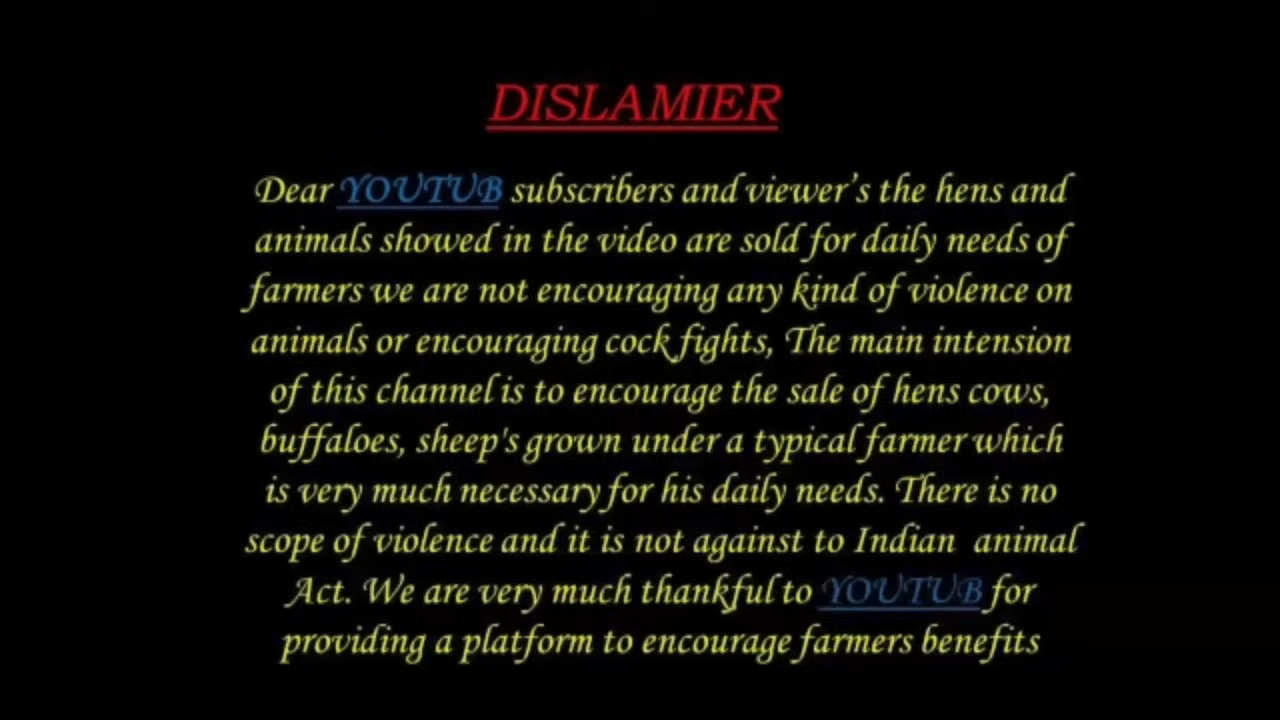 DISLAMIER
Dear YOUTUB subscribers and viewer's the hens and
animals showed in the video are sold for daily needs of
farmers we are not encouraging any kind of violence on
animals or encouraging cock fights, The main intension
of this channel is to encourage the sale of hens cows,
buffaloes, sheep's grown under a typical farmer which
is very much necessary for his daily needs. There is no
scope of violence and it is not against to Indian animal
Act. We are very much thankful to YOUTUB for
providing a platform to encourage farmers benefits